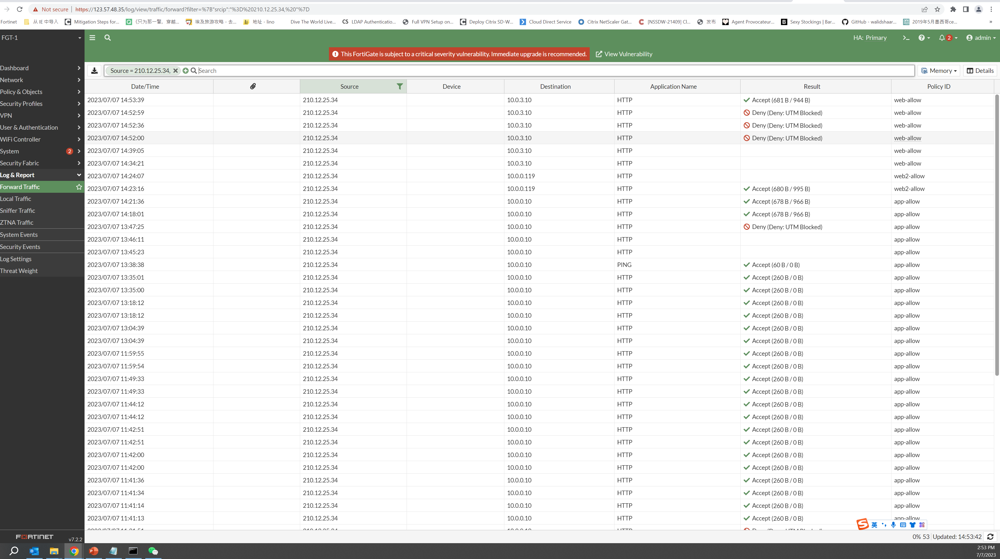 Not secure | https://123.57.48.35/log/view/traffic/forward?filter=%7B"srcip":"%3D%20210.12.25.34,%20"%7D
Fortinet 从 IE 中导入 Mitigation Steps for... 《只为那一瞥，穿越... 埃及旅游攻略 - 去... 地址 - lino Dive The World Live... CS LDAP Authenticatio... Full VPN Setup on... Deploy Citrix SD-W... Cloud Direct Service Citrix NetScaler Gat... [NSSDW-21409] Cl... 发布 Agent Provocateur... Sexy Stockings | Bar... GitHub - walidshaar... 2019年5月墨西哥ce... »
FGT-1 HA: Primary >_ 2 admin
This FortiGate is subject to a critical severity vulnerability. Immediate upgrade is recommended. View Vulnerability
Dashboard
Network
Policy & Objects
Security Profiles
VPN
User & Authentication
WiFi Controller
System 2
Security Fabric
Log & Report
Forward Traffic
Local Traffic
Sniffer Traffic
ZTNA Traffic
System Events
Security Events
Log Settings
Threat Weight
FORTINET v7.2.2
Source = 210.12.25.34, Search Memory Details
Date/Time Source Device Destination Application Name Result Policy ID
2023/07/07 14:53:39 210.12.25.34 10.0.3.10 HTTP Accept (681 B / 944 B) web-allow
2023/07/07 14:52:59 210.12.25.34 10.0.3.10 HTTP Deny (Deny: UTM Blocked) web-allow
2023/07/07 14:52:36 210.12.25.34 10.0.3.10 HTTP Deny (Deny: UTM Blocked) web-allow
2023/07/07 14:52:00 210.12.25.34 10.0.3.10 HTTP Deny (Deny: UTM Blocked) web-allow
2023/07/07 14:39:05 210.12.25.34 10.0.3.10 HTTP web-allow
2023/07/07 14:34:21 210.12.25.34 10.0.3.10 HTTP web-allow
2023/07/07 14:24:07 210.12.25.34 10.0.0.119 HTTP web2-allow
2023/07/07 14:23:16 210.12.25.34 10.0.0.119 HTTP Accept (680 B / 995 B) web2-allow
2023/07/07 14:21:36 210.12.25.34 10.0.0.10 HTTP Accept (678 B / 966 B) app-allow
2023/07/07 14:18:01 210.12.25.34 10.0.0.10 HTTP Accept (678 B / 966 B) app-allow
2023/07/07 13:47:25 210.12.25.34 10.0.0.10 HTTP Deny (Deny: UTM Blocked) app-allow
2023/07/07 13:46:11 210.12.25.34 10.0.0.10 HTTP app-allow
2023/07/07 13:45:23 210.12.25.34 10.0.0.10 HTTP app-allow
2023/07/07 13:38:38 210.12.25.34 10.0.0.10 PING Accept (60 B / 0 B) app-allow
2023/07/07 13:35:01 210.12.25.34 10.0.0.10 HTTP Accept (260 B / 0 B) app-allow
2023/07/07 13:35:00 210.12.25.34 10.0.0.10 HTTP Accept (260 B / 0 B) app-allow
2023/07/07 13:18:12 210.12.25.34 10.0.0.10 HTTP Accept (260 B / 0 B) app-allow
2023/07/07 13:18:12 210.12.25.34 10.0.0.10 HTTP Accept (260 B / 0 B) app-allow
2023/07/07 13:04:39 210.12.25.34 10.0.0.10 HTTP Accept (260 B / 0 B) app-allow
2023/07/07 13:04:39 210.12.25.34 10.0.0.10 HTTP Accept (260 B / 0 B) app-allow
2023/07/07 11:59:55 210.12.25.34 10.0.0.10 HTTP Accept (260 B / 0 B) app-allow
2023/07/07 11:59:54 210.12.25.34 10.0.0.10 HTTP Accept (260 B / 0 B) app-allow
2023/07/07 11:49:33 210.12.25.34 10.0.0.10 HTTP Accept (260 B / 0 B) app-allow
2023/07/07 11:49:33 210.12.25.34 10.0.0.10 HTTP Accept (260 B / 0 B) app-allow
2023/07/07 11:44:12 210.12.25.34 10.0.0.10 HTTP Accept (260 B / 0 B) app-allow
2023/07/07 11:44:12 210.12.25.34 10.0.0.10 HTTP Accept (260 B / 0 B) app-allow
2023/07/07 11:42:51 210.12.25.34 10.0.0.10 HTTP Accept (260 B / 0 B) app-allow
2023/07/07 11:42:51 210.12.25.34 10.0.0.10 HTTP Accept (260 B / 0 B) app-allow
2023/07/07 11:42:00 210.12.25.34 10.0.0.10 HTTP Accept (260 B / 0 B) app-allow
2023/07/07 11:42:00 210.12.25.34 10.0.0.10 HTTP Accept (260 B / 0 B) app-allow
2023/07/07 11:41:36 210.12.25.34 10.0.0.10 HTTP Accept (260 B / 0 B) app-allow
2023/07/07 11:41:34 210.12.25.34 10.0.0.10 HTTP Accept (260 B / 0 B) app-allow
2023/07/07 11:41:14 210.12.25.34 10.0.0.10 HTTP Accept (260 B / 0 B) app-allow
2023/07/07 11:41:13 210.12.25.34 10.0.0.10 HTTP Accept (260 B / 0 B) app-allow
英
0% 53 Updated: 14:53:42
2:53 PM
7/7/2023